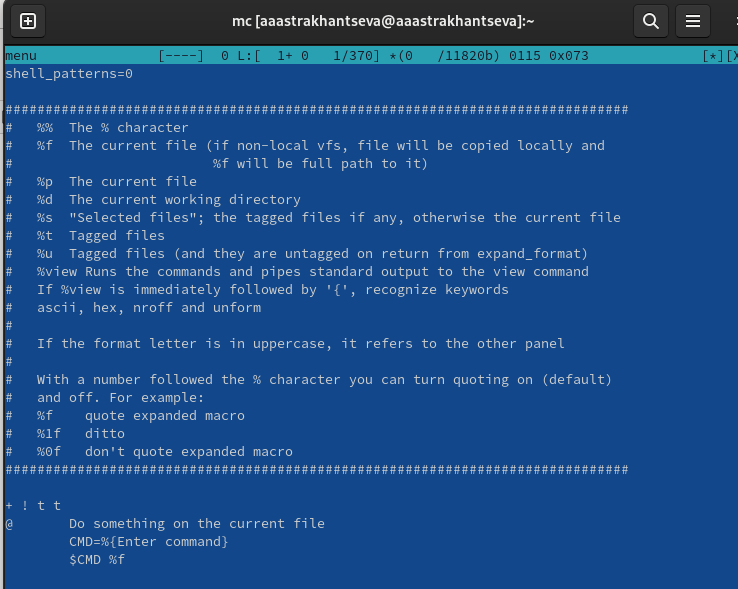 mc [aaastrakhantseva@aaastrakhantseva]:~
menu [----] 0 L:[ 1+ 0 1/370] *(0 /11820b) 0115 0x073 [*][X
shell_patterns=0
##############################################################################
# %% The % character
# %f The current file (if non-local vfs, file will be copied locally and
# %f will be full path to it)
# %p The current file
# %d The current working directory
# %s "Selected files"; the tagged files if any, otherwise the current file
# %t Tagged files
# %u Tagged files (and they are untagged on return from expand_format)
# %view Runs the commands and pipes standard output to the view command
# If %view is immediately followed by '{', recognize keywords
# ascii, hex, nroff and unform
#
# If the format letter is in uppercase, it refers to the other panel
#
# With a number followed the % character you can turn quoting on (default)
# and off. For example:
# %f quote expanded macro
# %1f ditto
# %0f don't quote expanded macro
##############################################################################
+ ! t t
@ Do something on the current file
CMD=%{Enter command}
$CMD %f